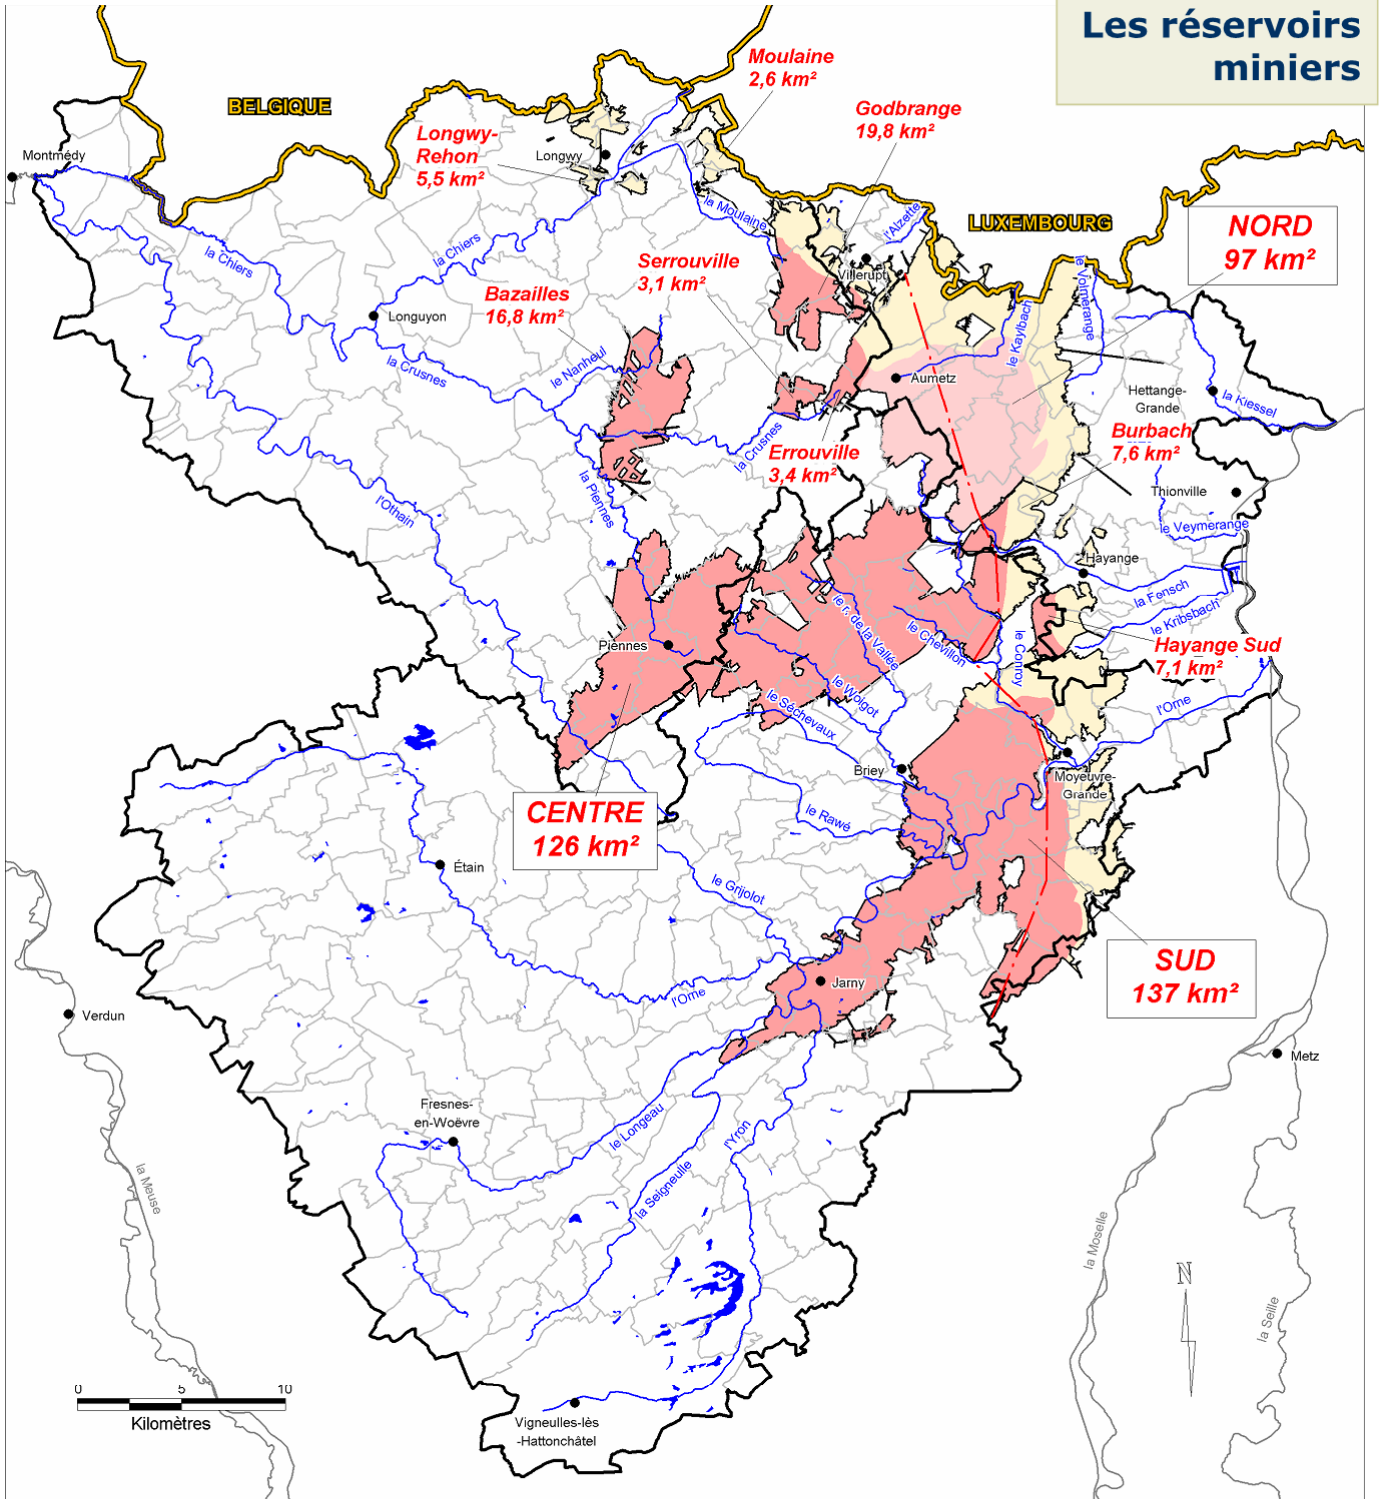 Les réservoirs
miniers
BELGIQUE
LUXEMBOURG
Moulaine
2,6 km²
Godbrange
19,8 km²
Longwy-
Rehon
5,5 km²
Longwy
Montmédy
la Moulaine
l'Alzette
NORD
97 km²
la Chiers
la Chiers
Serrouville
3,1 km²
Villerupt
le Volmerange
Bazailles
16,8 km²
Longuyon
le Kaylbach
la Crusnes
le Nanheul
Aumetz
Hettange-
Grande
la Kiessel
Burbach
7,6 km²
la Crusnes
Errouville
3,4 km²
la Piennes
l'Othain
Thionville
le Veymerange
Hayange
la Fensch
le Kribsbach
le r. de la Vallée
le Chevillon
le Conroy
Hayange Sud
7,1 km²
Piennes
le Woigot
le Séchevaux
l'Orne
Briey
Moyeuvre-
Grande
CENTRE
126 km²
le Rawé
Étain
le Grijolot
SUD
137 km²
Jarny
l'Orne
Verdun
Metz
Fresnes-
en-Woëvre
le Longeau
l'Yron
la Seigneulle
la Meuse
la Moselle
la Seille
N
0 5 10
Kilomètres
Vigneulles-lès
-Hattonchâtel